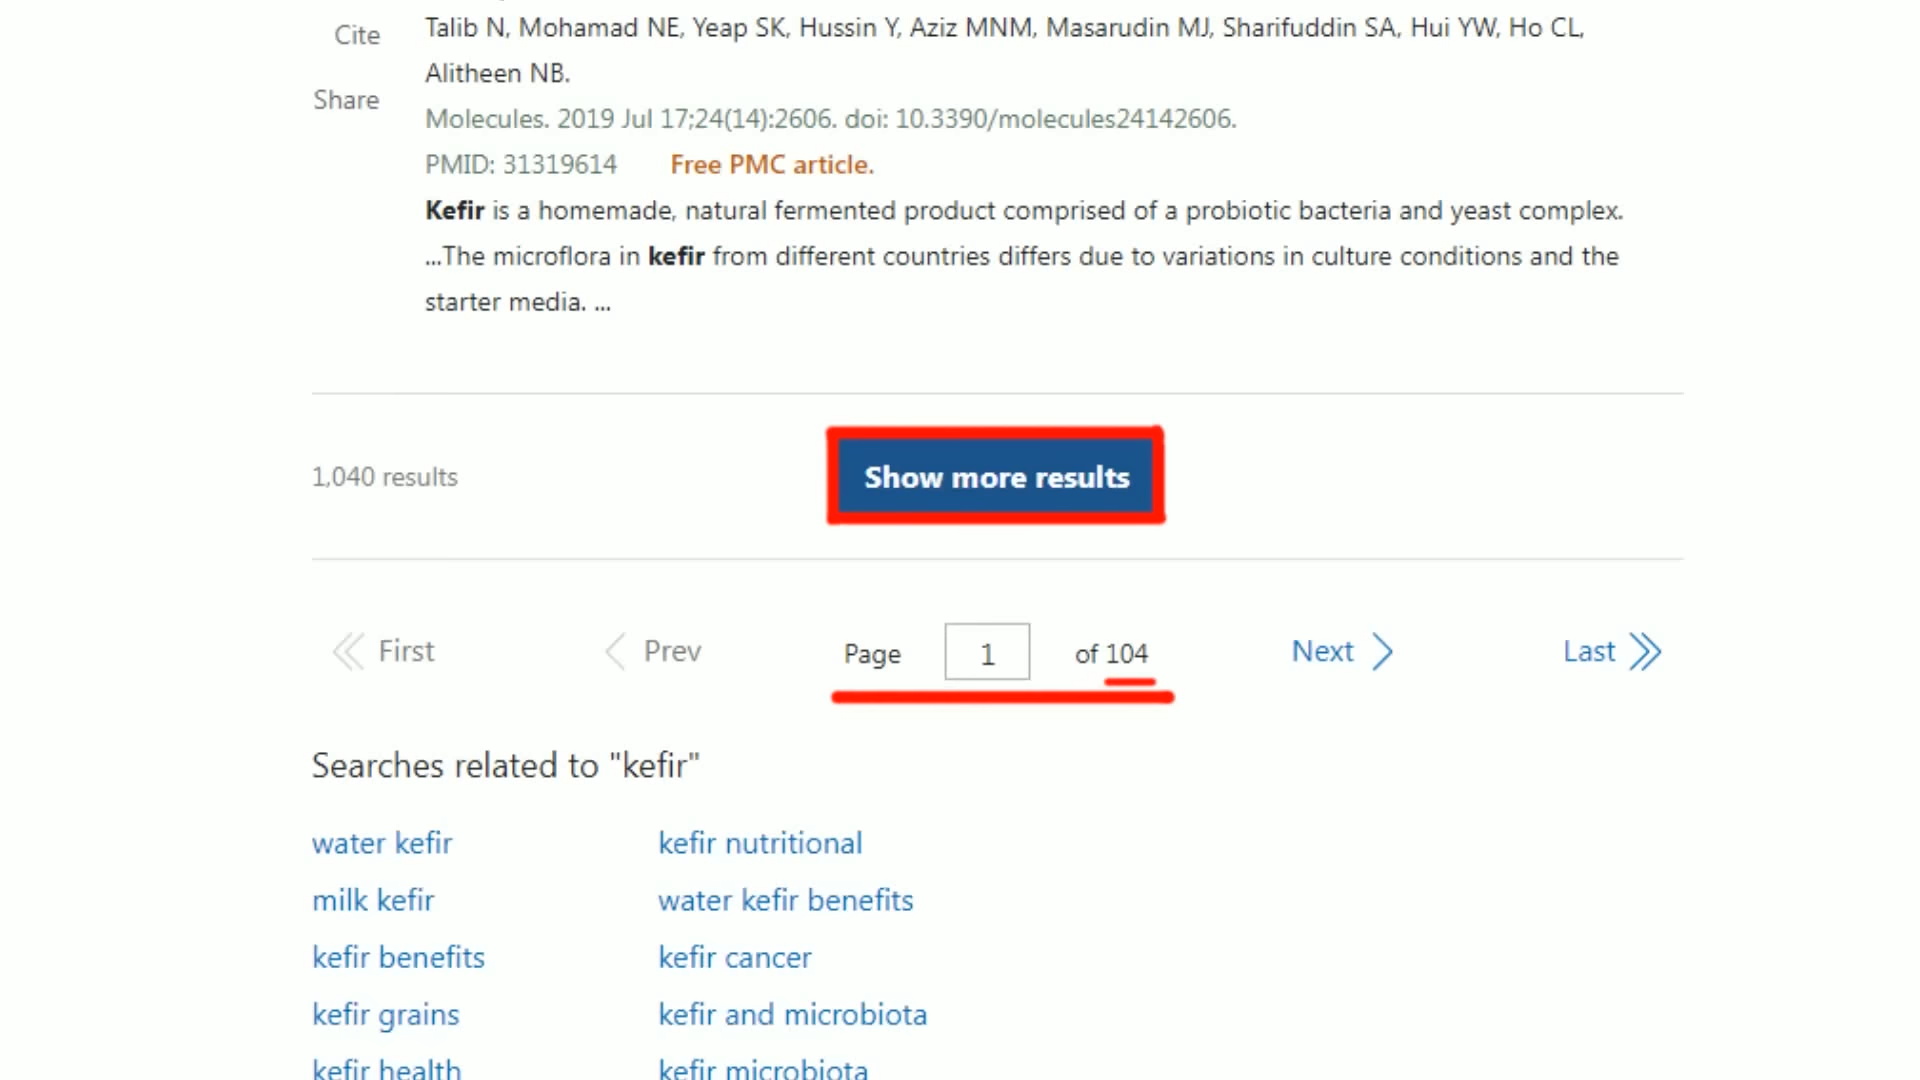 Cite
Share
Talib N, Mohamad NE, Yeap SK, Hussin Y, Aziz MNM, Masarudin MJ, Sharifuddin SA, Hui YW, Ho CL,
Alitheen NB.
Molecules. 2019 Jul 17;24(14):2606. doi: 10.3390/molecules24142606.
PMID: 31319614 Free PMC article.
Kefir is a homemade, natural fermented product comprised of a probiotic bacteria and yeast complex.
...The microflora in kefir from different countries differs due to variations in culture conditions and the
starter media. ...
1,040 results
Show more results
First Prev Page 1 of 104 Next Last
Searches related to "kefir"
water kefir
milk kefir
kefir benefits
kefir grains
kefir health
kefir nutritional
water kefir benefits
kefir cancer
kefir and microbiota
kefir microbiota